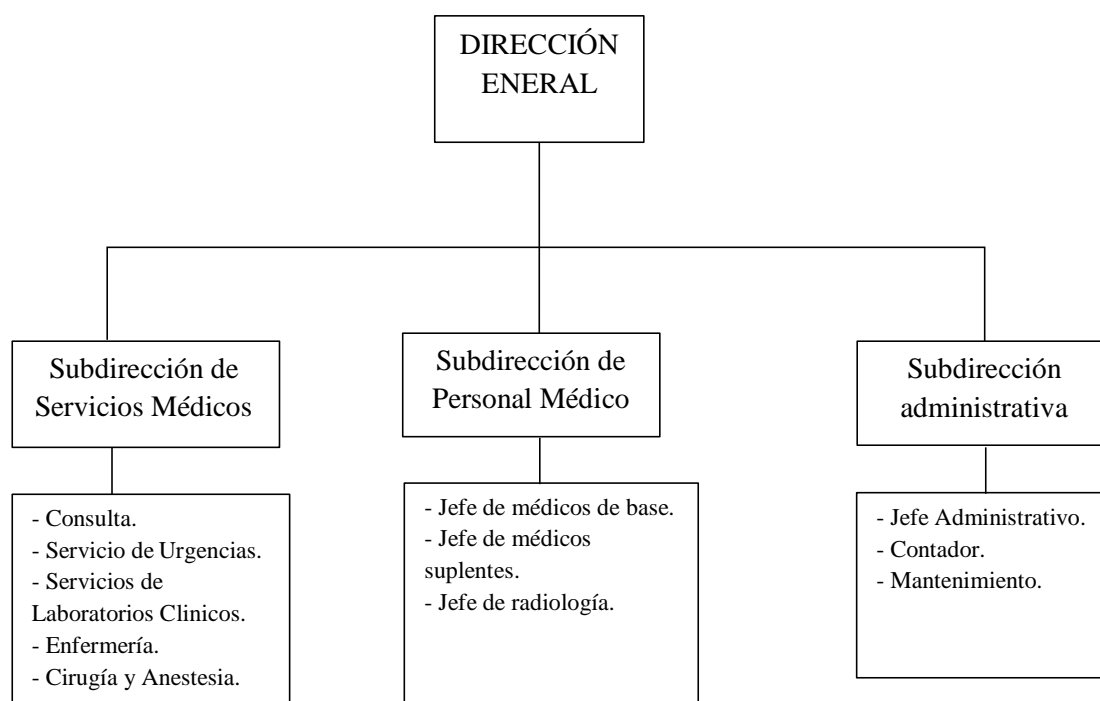 DIRECCIÓN
ENERAL
Subdirección de
Servicios Médicos
Subdirección de
Personal Médico
Subdirección
administrativa
- Consulta.
- Servicio de Urgencias.
- Servicios de
Laboratorios Clinicos.
- Enfermería.
- Cirugía y Anestesia.
- Jefe de médicos de base.
- Jefe de médicos
suplentes.
- Jefe de radiología.
- Jefe Administrativo.
- Contador.
- Mantenimiento.